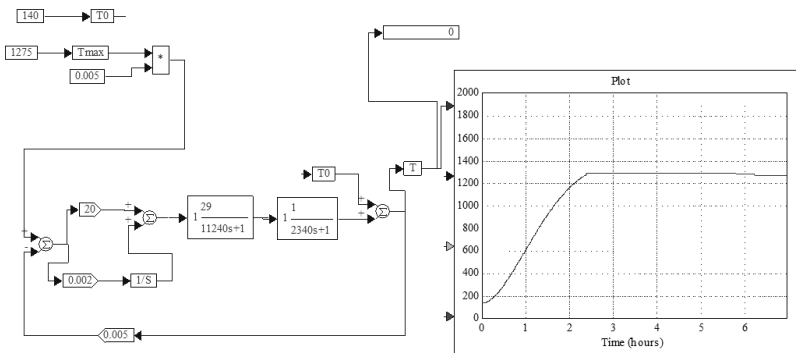 140
T0
0
1275
Tmax
*
0.005
Plot
2000
1800
1600
1400
1200
1000
800
600
400
200
0
0 1 2 3 4 5 6
Time (hours)
T
T0
+
+
Σ
20
+
+
Σ
1 29
11240s+1
1 1
2340s+1
+
-
Σ
0.002
1/S
0.005